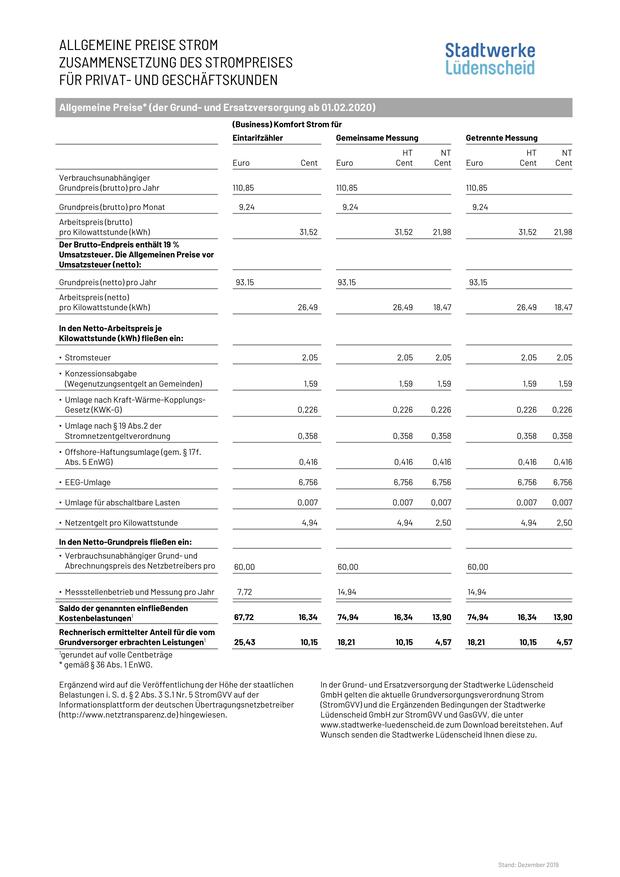 ALLGEMEINE PREISE STROM
ZUSAMMENSETZUNG DES STROMPREISES
FÜR PRIVAT- UND GESCHÄFTSKUNDEN
Stadtwerke
Lüdenscheid
Allgemeine Preise* (der Grund- und Ersatzversorgung ab 01.02.2020)
(Business) Komfort Strom für
Eintarifzähler Gemeinsame Messung Getrennte Messung
HT NT HT NT
Euro Cent Euro Cent Cent Euro Cent Cent
Verbrauchsunabhängiger
Grundpreis (brutto) pro Jahr 110,85 110,85 110,85
Grundpreis (brutto) pro Monat 9,24 9,24 9,24
Arbeitspreis (brutto)
pro Kilowattstunde (kWh) 31,52 31,52 21,98 31,52 21,98
Der Brutto-Endpreis enthält 19 %
Umsatzsteuer. Die Allgemeinen Preise vor
Umsatzsteuer (netto):
Grundpreis (netto) pro Jahr 93,15 93,15 93,15
Arbeitspreis (netto)
pro Kilowattstunde (kWh) 26,49 26,49 18,47 26,49 18,47
In den Netto-Arbeitspreis je
Kilowattstunde (kWh) fließen ein:
• Stromsteuer 2,05 2,05 2,05 2,05 2,05
• Konzessionsabgabe
(Wegenutzungsentgelt an Gemeinden) 1,59 1,59 1,59 1,59 1,59
• Umlage nach Kraft-Wärme-Kopplungs-
Gesetz (KWK-G) 0,226 0,226 0,226 0,226 0,226
• Umlage nach § 19 Abs.2 der
Stromnetzentgeltverordnung 0,358 0,358 0,358 0,358 0,358
• Offshore-Haftungsumlage (gem. § 17f.
Abs. 5 EnWG) 0,416 0,416 0,416 0,416 0,416
• EEG-Umlage 6,756 6,756 6,756 6,756 6,756
• Umlage für abschaltbare Lasten 0,007 0,007 0,007 0,007 0,007
• Netzentgelt pro Kilowattstunde 4,94 4,94 2,50 4,94 2,50
In den Netto-Grundpreis fließen ein:
• Verbrauchsunabhängiger Grund- und
Abrechnungspreis des Netzbetreibers pro 60,00 60,00 60,00
• Messstellenbetrieb und Messung pro Jahr 7,72 14,94 14,94
Saldo der genannten einfließenden
Kostenbelastungen¹ 67,72 16,34 74,94 16,34 13,90 74,94 16,34 13,90
Rechnerisch ermittelter Anteil für die vom
Grundversorger erbrachten Leistungen¹ 25,43 10,15 18,21 10,15 4,57 18,21 10,15 4,57
¹gerundet auf volle Centbeträge
* gemäß § 36 Abs. 1 EnWG.
Ergänzend wird auf die Veröffentlichung der Höhe der staatlichen
Belastungen i. S. d. § 2 Abs. 3 S.1 Nr. 5 StromGVV auf der
Informationsplattform der deutschen Übertragungsnetzbetreiber
(http://www.netztransparenz.de) hingewiesen.
In der Grund- und Ersatzversorgung der Stadtwerke Lüdenscheid
GmbH gelten die aktuelle Grundversorgungsverordnung Strom
(StromGVV) und die Ergänzenden Bedingungen der Stadtwerke
Lüdenscheid GmbH zur StromGVV und GasGVV, die unter
www.stadtwerke-luedenscheid.de zum Download bereitstehen. Auf
Wunsch senden die Stadtwerke Lüdenscheid Ihnen diese zu.
Stand: Dezember 2019